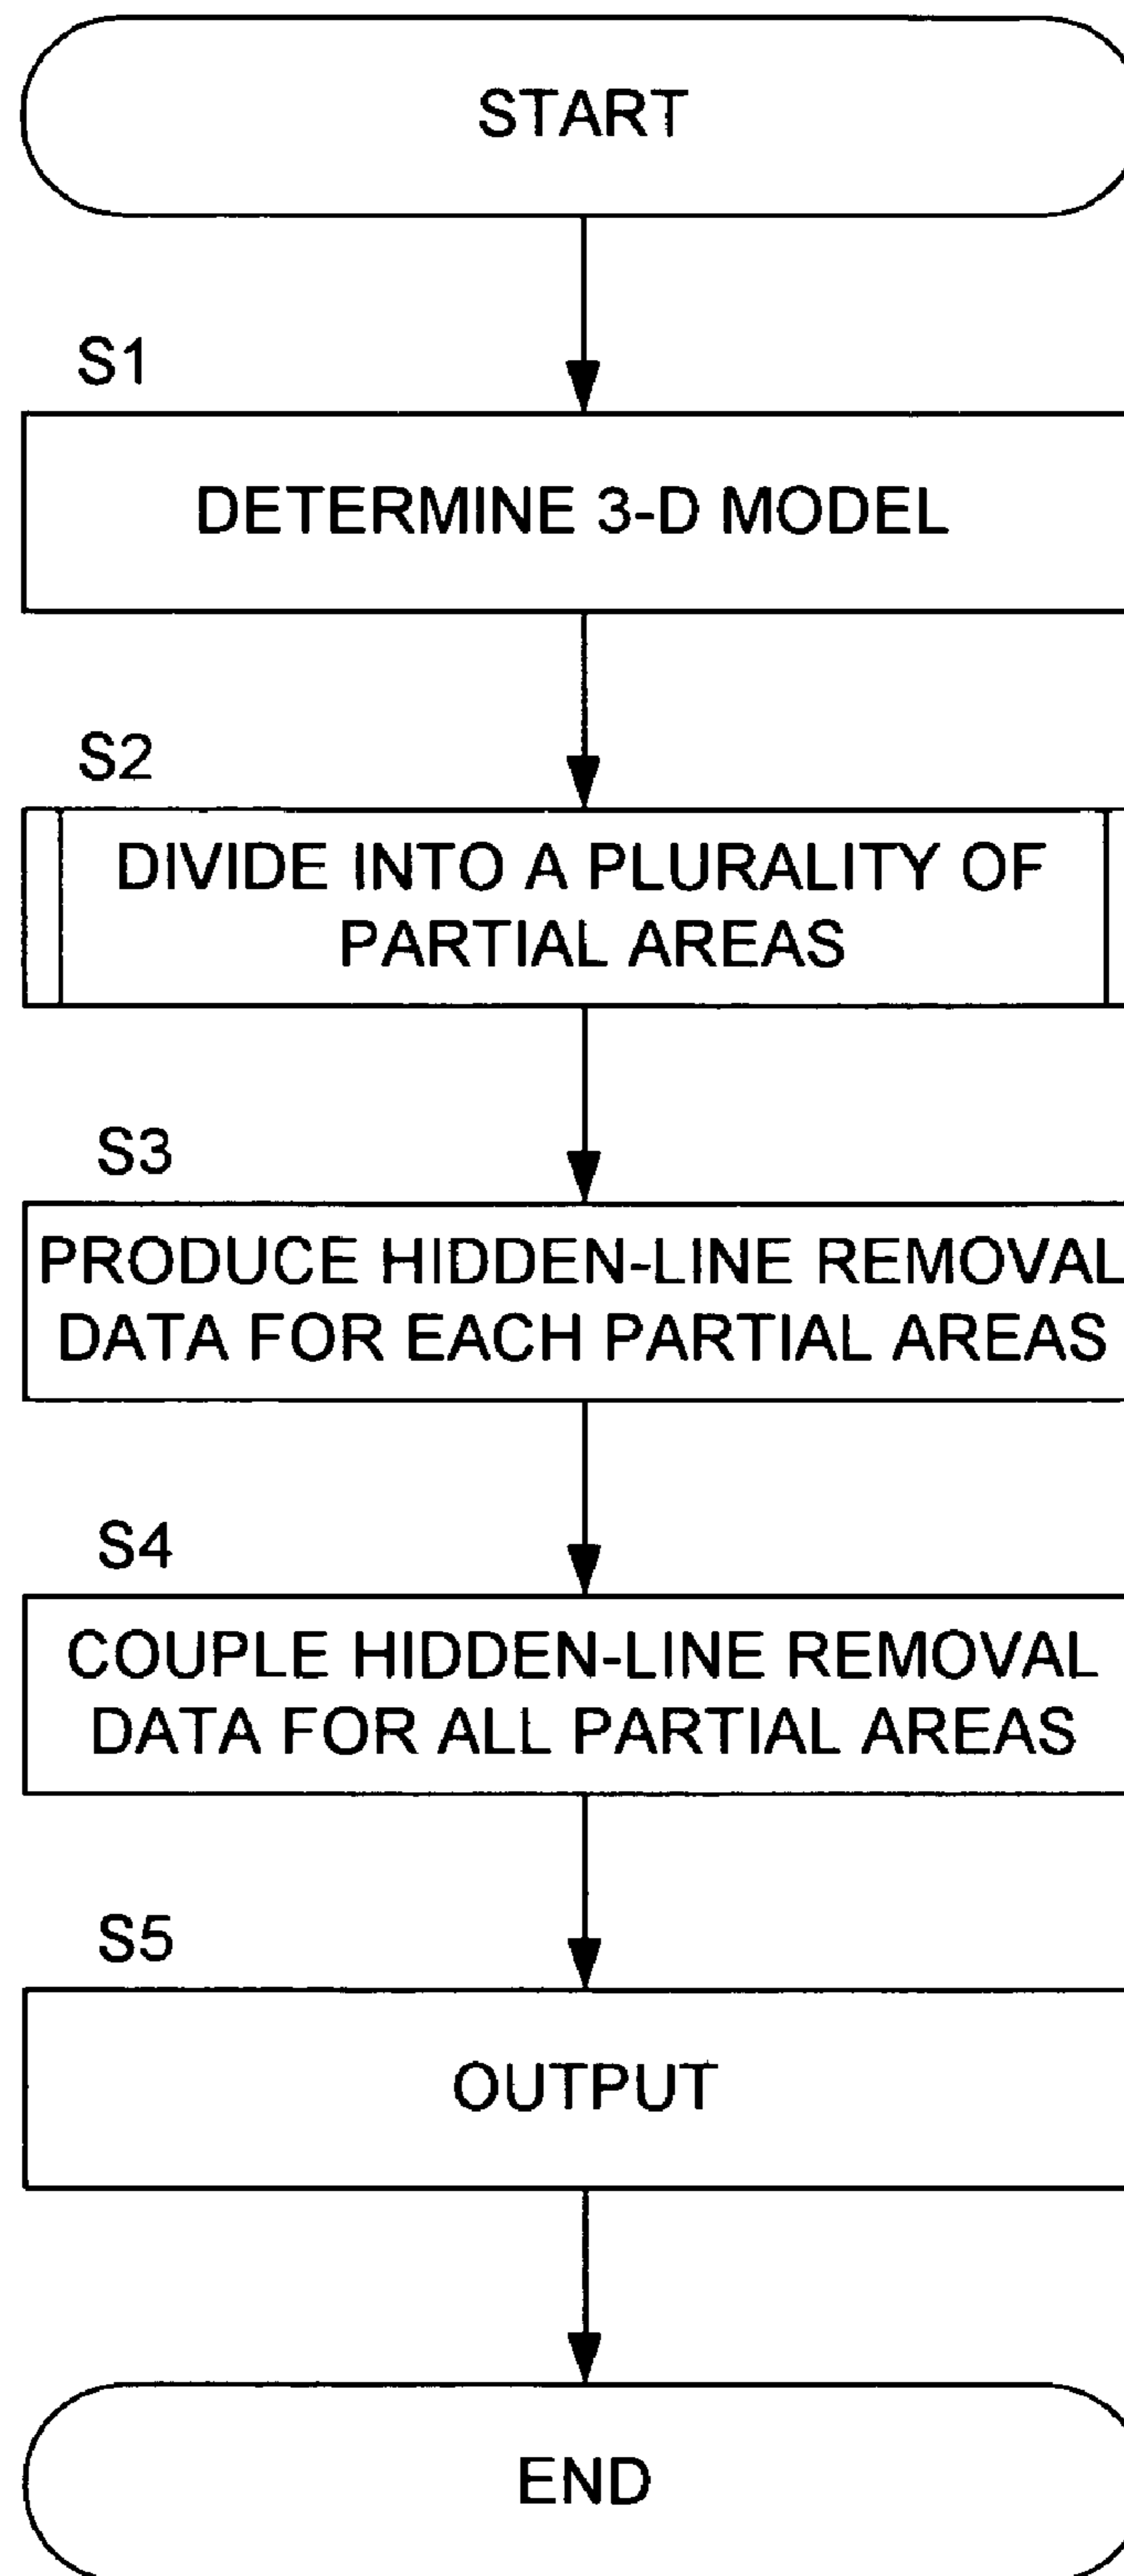 START
S1
DETERMINE 3-D MODEL
S2
DIVIDE INTO A PLURALITY OF
PARTIAL AREAS
S3
PRODUCE HIDDEN-LINE REMOVAL
DATA FOR EACH PARTIAL AREAS
S4
COUPLE HIDDEN-LINE REMOVAL
DATA FOR ALL PARTIAL AREAS
S5
OUTPUT
END